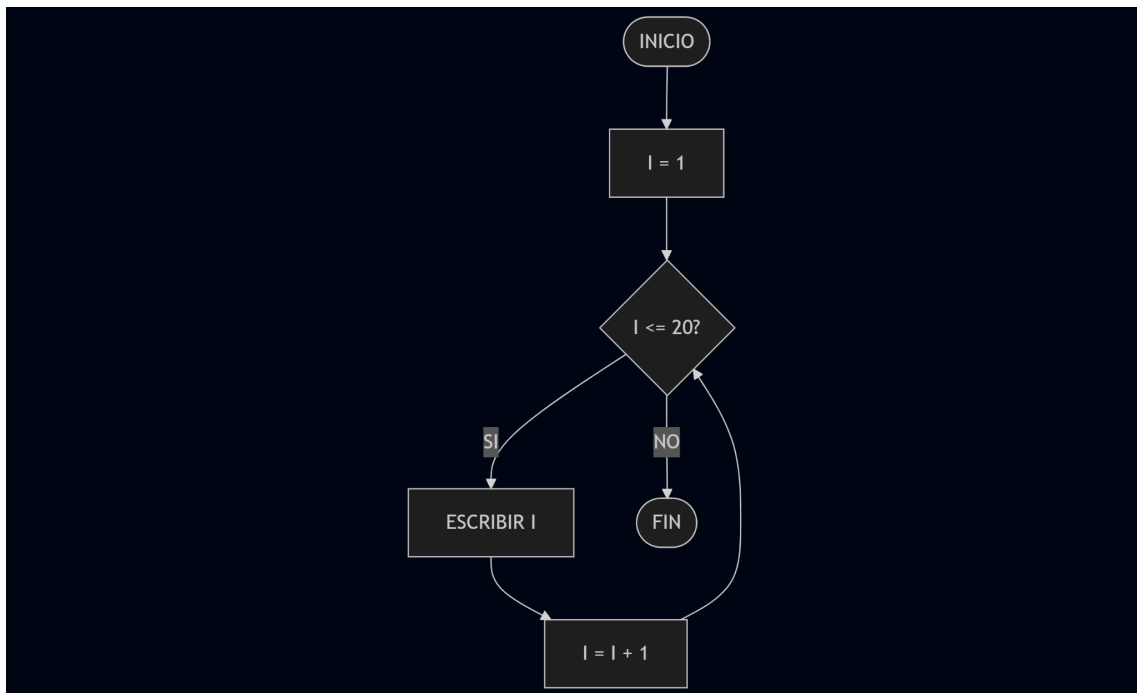 INICIO
I = 1
I <= 20?
SI
NO
ESCRIBIR I
FIN
I = I + 1